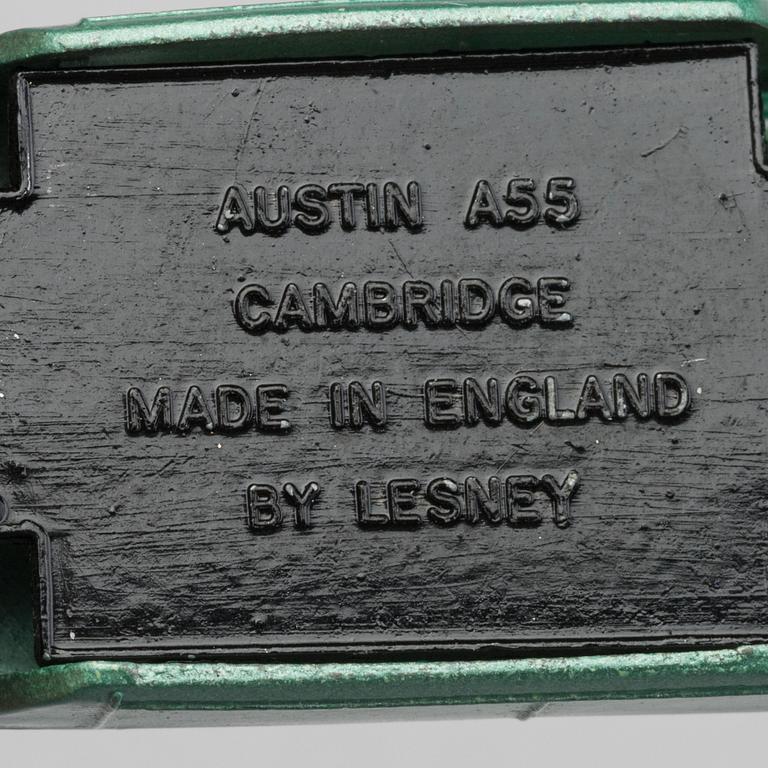 AUSTIN A55
CAMBRIDGE
MADE IN ENGLAND
BY LESNEY